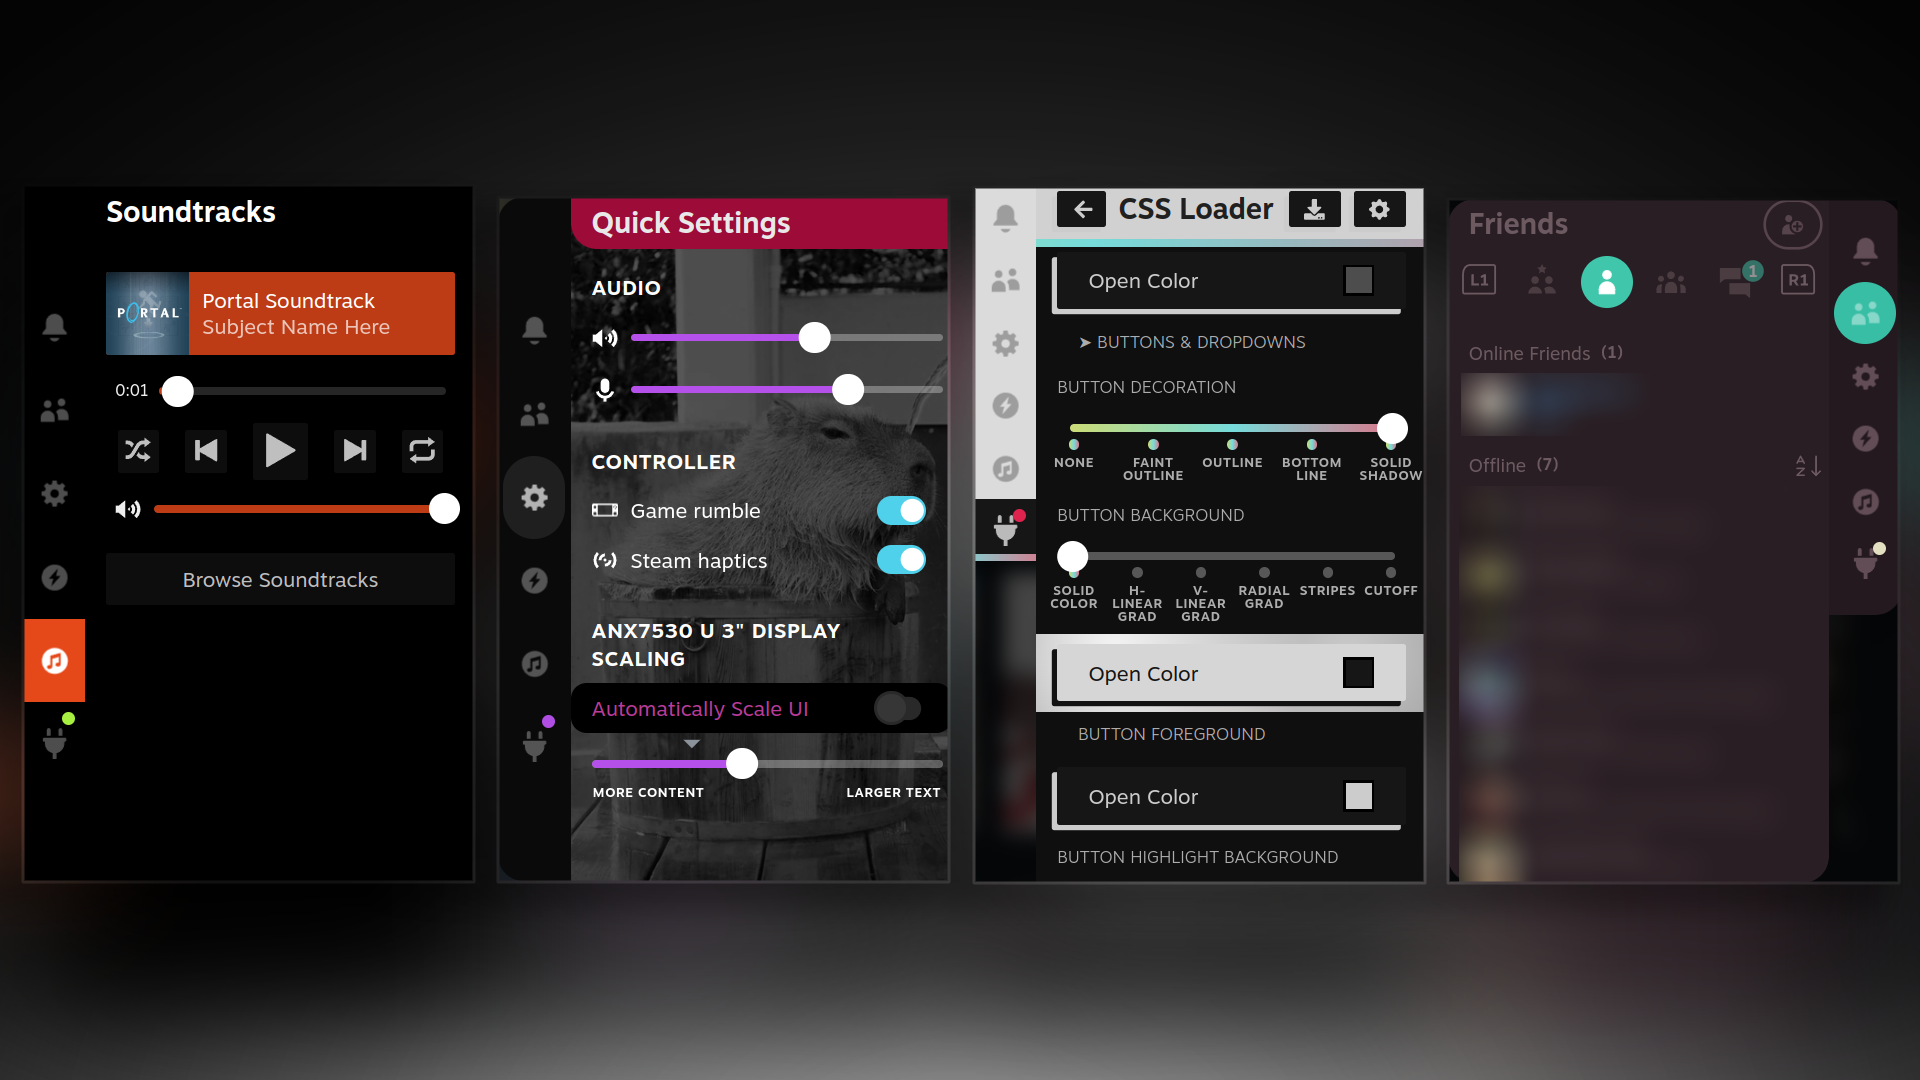 Soundtracks
PORTAL
Portal Soundtrack
Subject Name Here
0:01
Browse Soundtracks
Quick Settings
AUDIO
CONTROLLER
Game rumble
Steam haptics
ANX7530 U 3" DISPLAY
SCALING
Automatically Scale UI
MORE CONTENT
LARGER TEXT
CSS Loader
Open Color
➤ BUTTONS & DROPDOWNS
BUTTON DECORATION
NONE
FAINT
OUTLINE
OUTLINE
BOTTOM
LINE
SOLID
SHADOW
BUTTON BACKGROUND
SOLID
COLOR
H-
LINEAR
GRAD
V-
LINEAR
GRAD
RADIAL
GRAD
STRIPES
CUTOFF
Open Color
BUTTON FOREGROUND
Open Color
BUTTON HIGHLIGHT BACKGROUND
Friends
L1
1
R1
Online Friends (1)
Offline (7)
A
Z